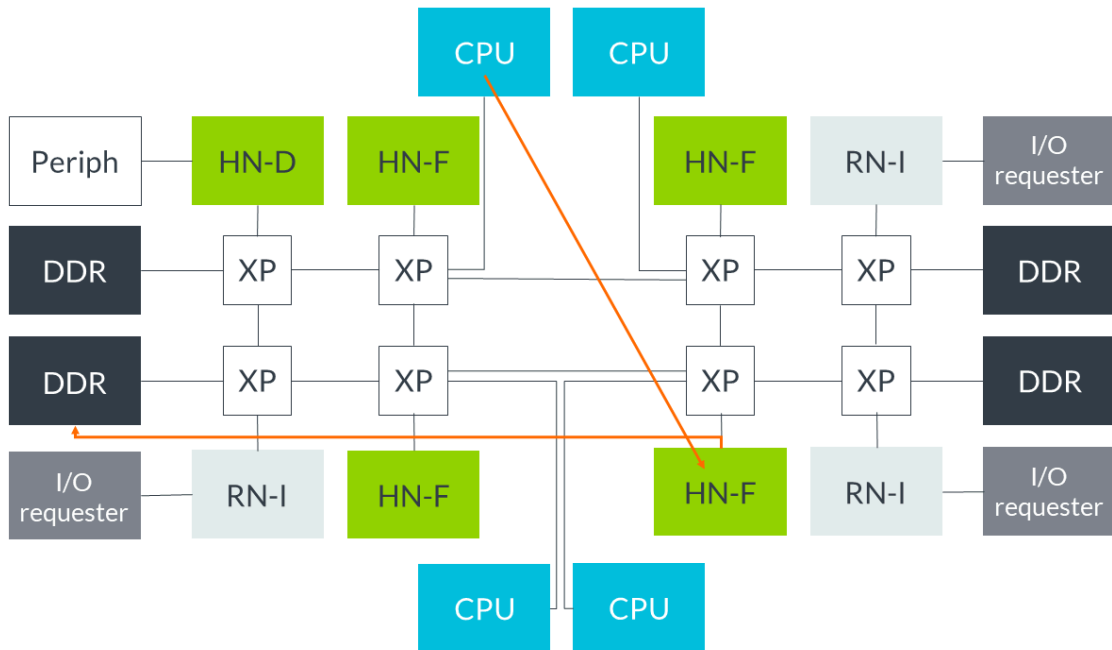 CPU
CPU
Periph
HN-D
HN-F
HN-F
RN-I
I/O
requester
DDR
XP
XP
XP
XP
DDR
DDR
XP
XP
XP
XP
DDR
I/O
requester
RN-I
HN-F
HN-F
RN-I
I/O
requester
CPU
CPU